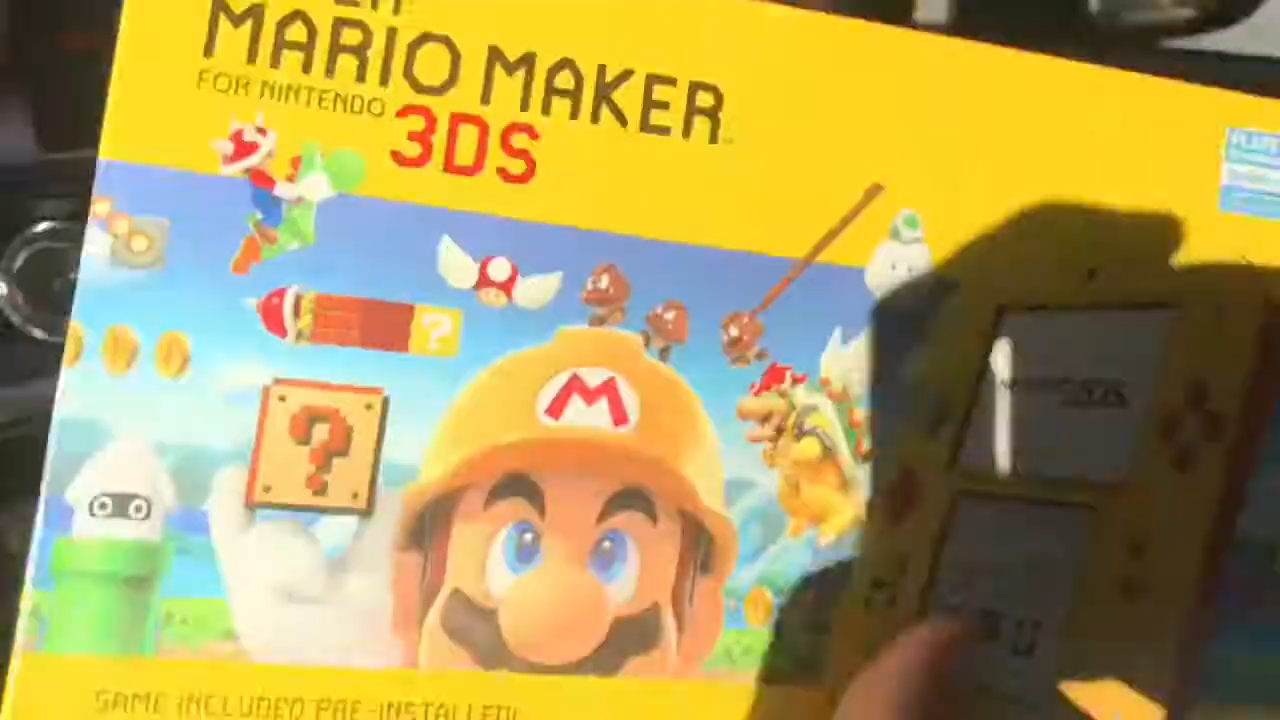 MARIO MAKER
FOR NINTENDO 3DS
?
M
?
GAME INCLUDED PRE-INSTALLED!